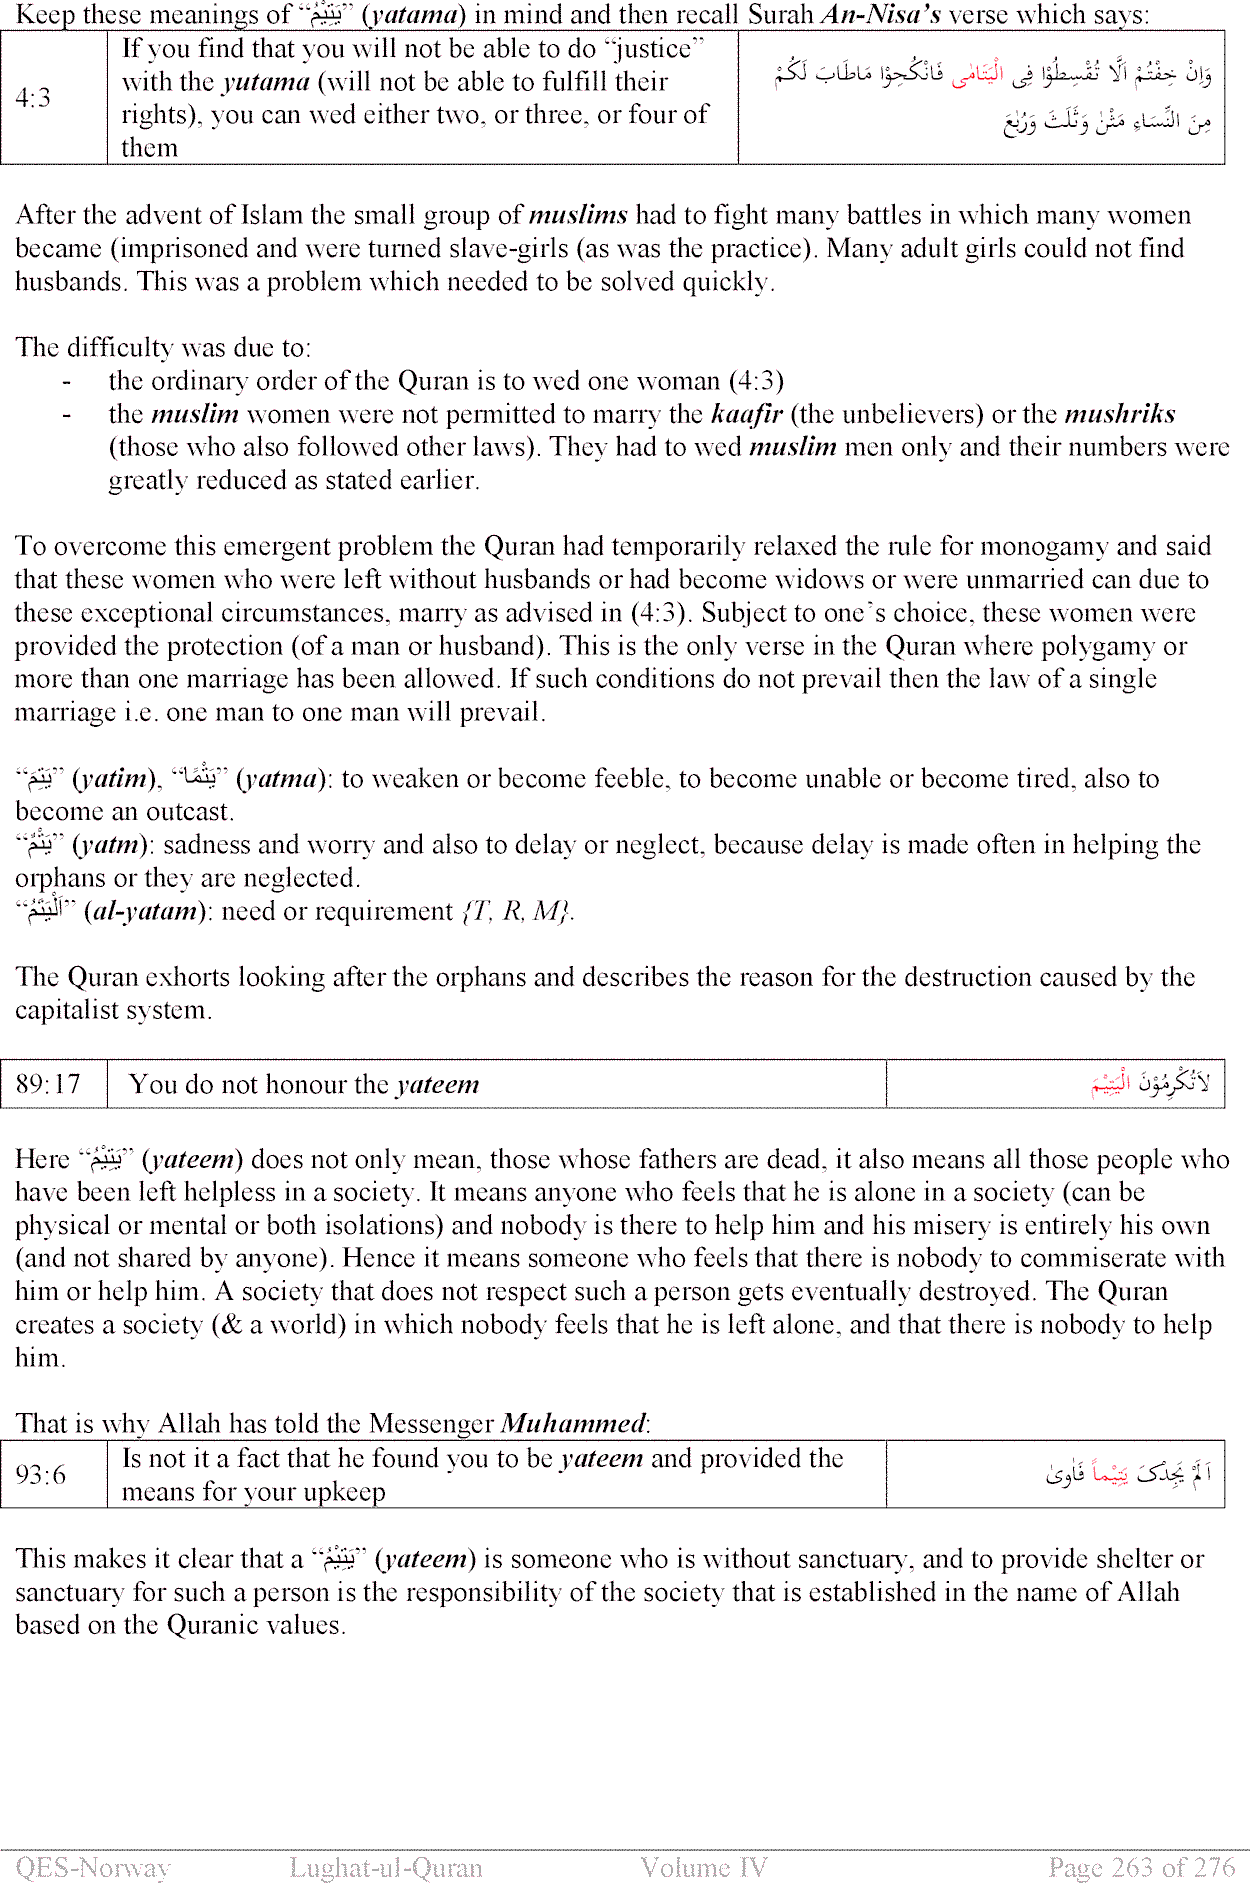 Keep these meanings of “يَتِيْمٌ” (yatama) in mind and then recall Surah An-Nisa’s verse which says:
4:3
If you find that you will not be able to do “justice”
with the yutama (will not be able to fulfill their
rights), you can wed either two, or three, or four of
them
وَاِنْ خِفْتُمْ اَلَّا تُقْسِطُوْا فِى الْيَتَامٰى فَانْكَحِوْا مَاطَابَ لَكُمْ
مِنَ النَّسَاءِ مَثْنٰ وَثَلَثَ وَرُبٰعَ
After the advent of Islam the small group of muslims had to fight many battles in which many women
became (imprisoned and were turned slave-girls (as was the practice). Many adult girls could not find
husbands. This was a problem which needed to be solved quickly.
The difficulty was due to:
- the ordinary order of the Quran is to wed one woman (4:3)
- the muslim women were not permitted to marry the kaafir (the unbelievers) or the mushriks
(those who also followed other laws). They had to wed muslim men only and their numbers were
greatly reduced as stated earlier.
To overcome this emergent problem the Quran had temporarily relaxed the rule for monogamy and said
that these women who were left without husbands or had become widows or were unmarried can due to
these exceptional circumstances, marry as advised in (4:3). Subject to one’s choice, these women were
provided the protection (of a man or husband). This is the only verse in the Quran where polygamy or
more than one marriage has been allowed. If such conditions do not prevail then the law of a single
marriage i.e. one man to one man will prevail.
“يَتِمَ” (yatim), “يَتْمًا” (yatma): to weaken or become feeble, to become unable or become tired, also to
become an outcast.
“يَتْمٌ” (yatm): sadness and worry and also to delay or neglect, because delay is made often in helping the
orphans or they are neglected.
“اَلْيَتَمُ” (al-yatam): need or requirement {T, R, M}.
The Quran exhorts looking after the orphans and describes the reason for the destruction caused by the
capitalist system.
89:17
You do not honour the yateem
لَاتُكْرِمُوْنَ الْيَتِيْمَ
Here “يَتِيْمٌ” (yateem) does not only mean, those whose fathers are dead, it also means all those people who
have been left helpless in a society. It means anyone who feels that he is alone in a society (can be
physical or mental or both isolations) and nobody is there to help him and his misery is entirely his own
(and not shared by anyone). Hence it means someone who feels that there is nobody to commiserate with
him or help him. A society that does not respect such a person gets eventually destroyed. The Quran
creates a society (& a world) in which nobody feels that he is left alone, and that there is nobody to help
him.
That is why Allah has told the Messenger Muhammed:
93:6
Is not it a fact that he found you to be yateem and provided the
means for your upkeep
اَلَمْ يَجِدْكَ يَتِيْماً فَاٰوىٰ
This makes it clear that a “يَتِيْمٌ” (yateem) is someone who is without sanctuary, and to provide shelter or
sanctuary for such a person is the responsibility of the society that is established in the name of Allah
based on the Quranic values.
QES-Norway Lughat-ul-Quran Volume IV Page 263 of 276